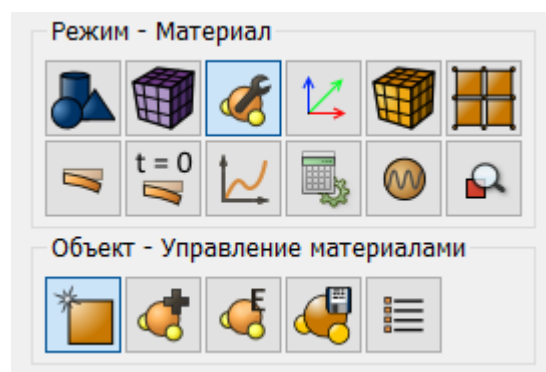 Режим - Материал
t = 0
Объект - Управление материалами
E